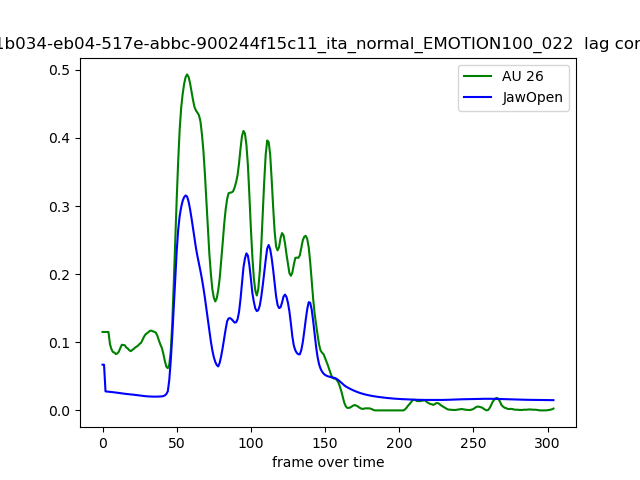 1b034-eb04-517e-abbc-900244f15c11_ita_normal_EMOTION100_022 lag cor
AU 26
JawOpen
0.5
0.4
0.3
0.2
0.1
0.0
0 50 100 150 200 250 300
frame over time